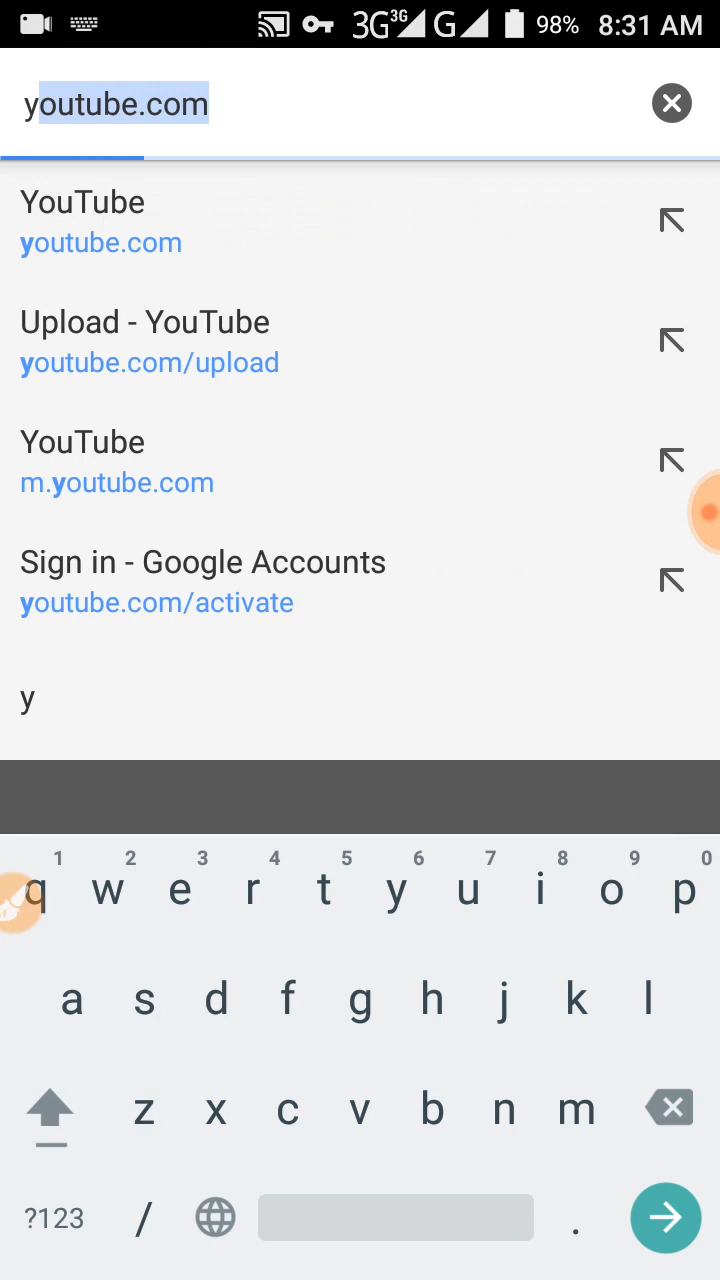 3G 3G G 98% 8:31 AM
youtube.com
YouTube
youtube.com
Upload - YouTube
youtube.com/upload
YouTube
m.youtube.com
Sign in - Google Accounts
youtube.com/activate
y
1 2 3 4 5 6 7 8 9 0
q w e r t y u i o p
a s d f g h j k l
z x c v b n m
?123 / .